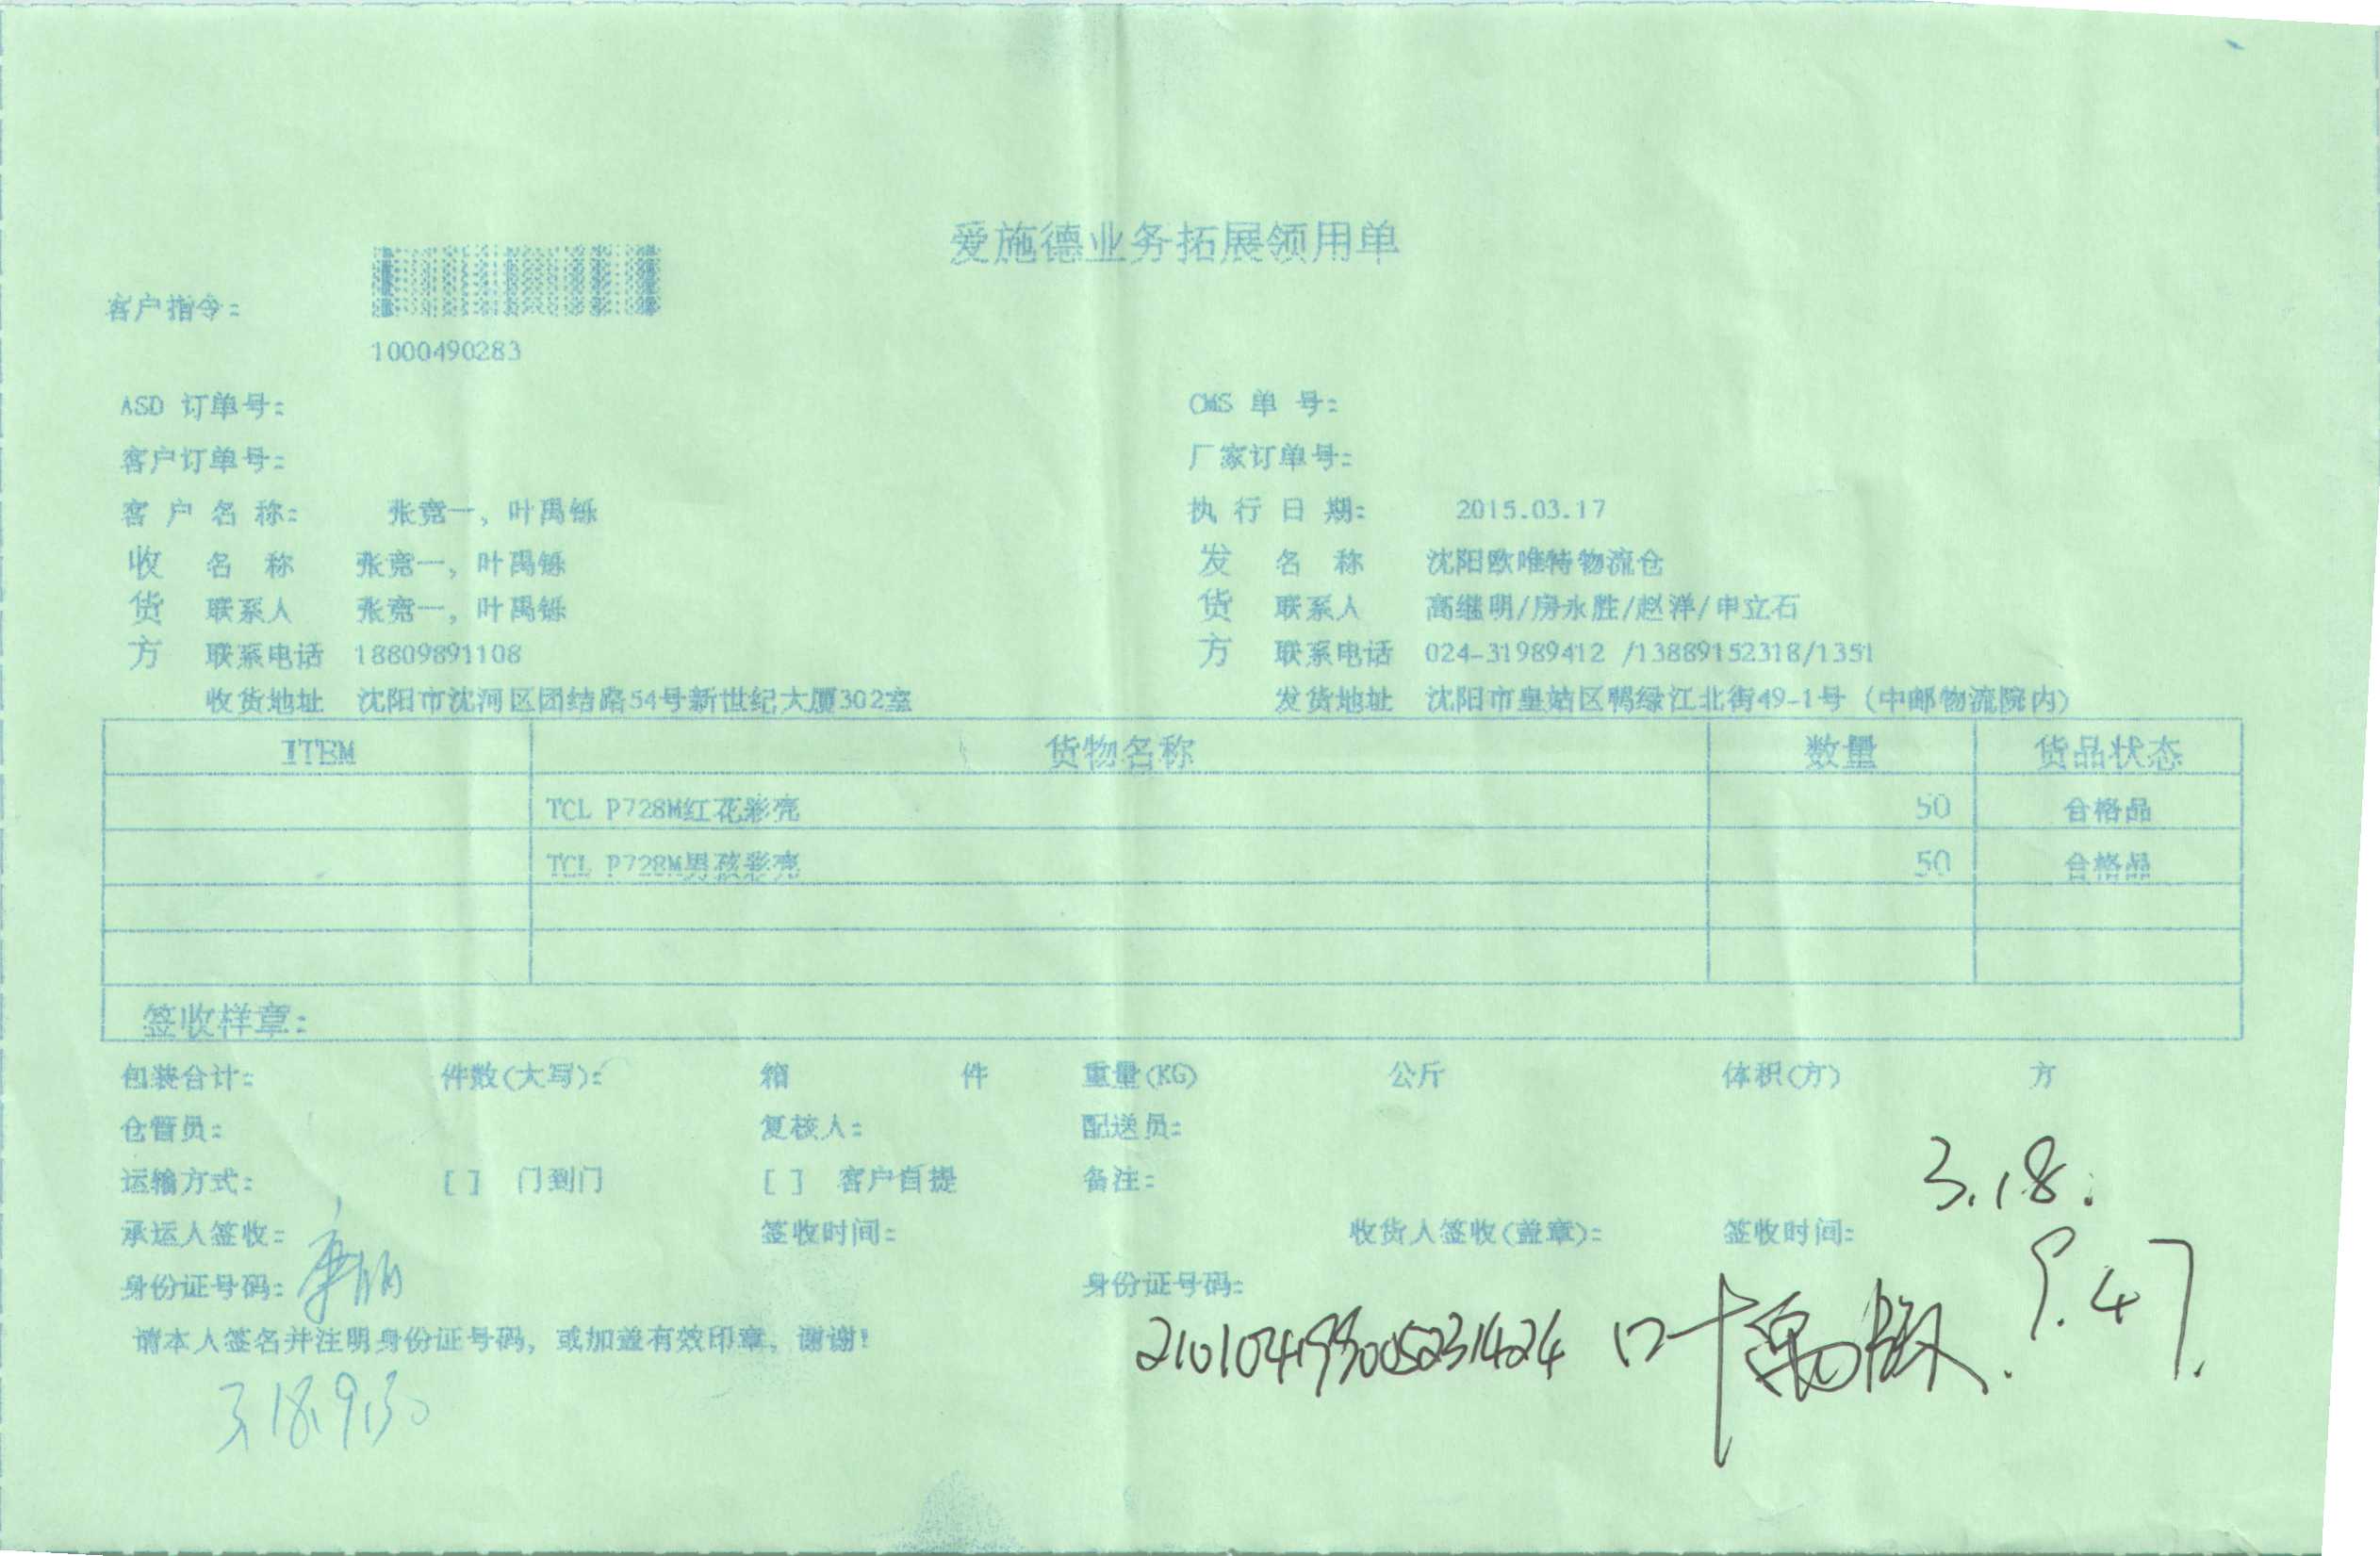 爱施德业务拓展领用单
客户指令:
1000490283
ASD 订单号: CMS 单 号:
客户订单号: 厂家订单号:
客 户 名 称: 张竞一, 叶禹铄 执 行 日 期: 2015.03.17
收 名 称 张竞一, 叶禹铄 发 名 称 沈阳欧唯特物流仓
货 联系人 张竞一, 叶禹铄 货 联系人 高继明/房永胜/赵洋/申立石
方 联系电话 18809891108 方 联系电话 024-31989412 /13889152318/1351
收货地址 沈阳市沈河区团结路54号新世纪大厦302室 发货地址 沈阳市皇姑区鸭绿江北街49-1号 (中邮物流院内)
ITEM 货物名称 数量 货品状态
TCL P728M红花彩壳 50 合格品
TCL P728M男孩彩壳 50 合格品
签收样章:
包装合计: 件数(大写): 箱 件 重量(KG) 公斤 体积(方) 方
仓管员: 复核人: 配送员:
运输方式: [ ] 门到门 [ ] 客户自提 备注:
3.18.
承运人签收: 签收时间: 收货人签收(盖章): 签收时间:
9.47.
身份证号码: 身份证号码:
请本人签名并注明身份证号码, 或加盖有效印章, 谢谢!
3.18.9:30